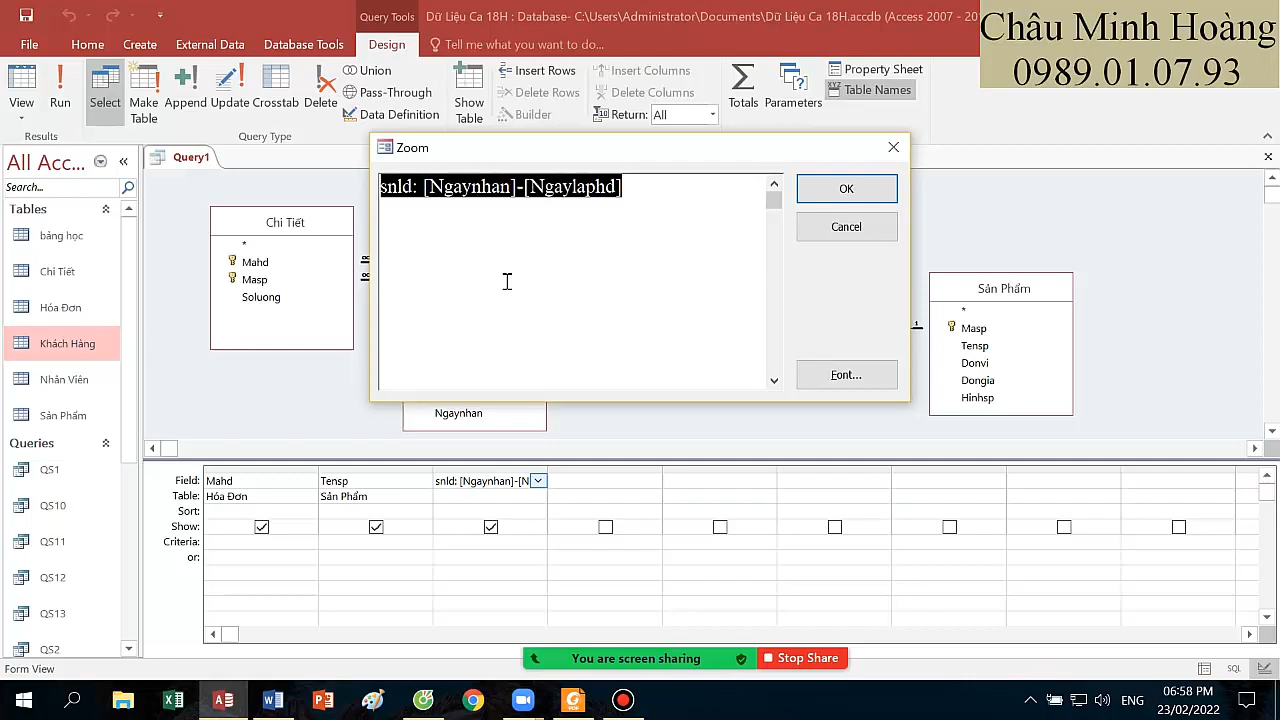 Query Tools
Dữ Liệu Ca 18H : Database- C:\Users\Administrator\Documents\Dữ Liệu Ca 18H.accdb (Access 2007 - 20
Châu Minh Hoàng
0989.01.07.93
File
Home
Create
External Data
Database Tools
Design
Tell me what you want to do...
View
Run
Select
Make Table
Append
Update
Crosstab
Delete
Union
Pass-Through
Data Definition
Show Table
Insert Rows
Delete Rows
Builder
Insert Columns
Delete Columns
Return: All
Totals
Parameters
Property Sheet
Table Names
Results
Query Type
All Acc...
Search...
Tables
bảng học
Chi Tiết
Hóa Đơn
Khách Hàng
Nhân Viên
Sản Phẩm
Queries
QS1
QS10
QS11
QS12
QS13
QS2
Query1
Chi Tiết
*
Mahd
Masp
Soluong
Zoom
snld: [Ngaynhan]-[Ngaylaphd]
OK
Cancel
Font...
Ngaynhan
1
Sản Phẩm
*
Masp
Tensp
Donvi
Dongia
Hinhsp
Field: Mahd Tensp snld: [Ngaynhan]-[N
Table: Hóa Đơn Sản Phẩm
Sort:
Show:
Criteria:
or:
You are screen sharing
Stop Share
Form View
SQL
ENG
06:58 PM
23/02/2022